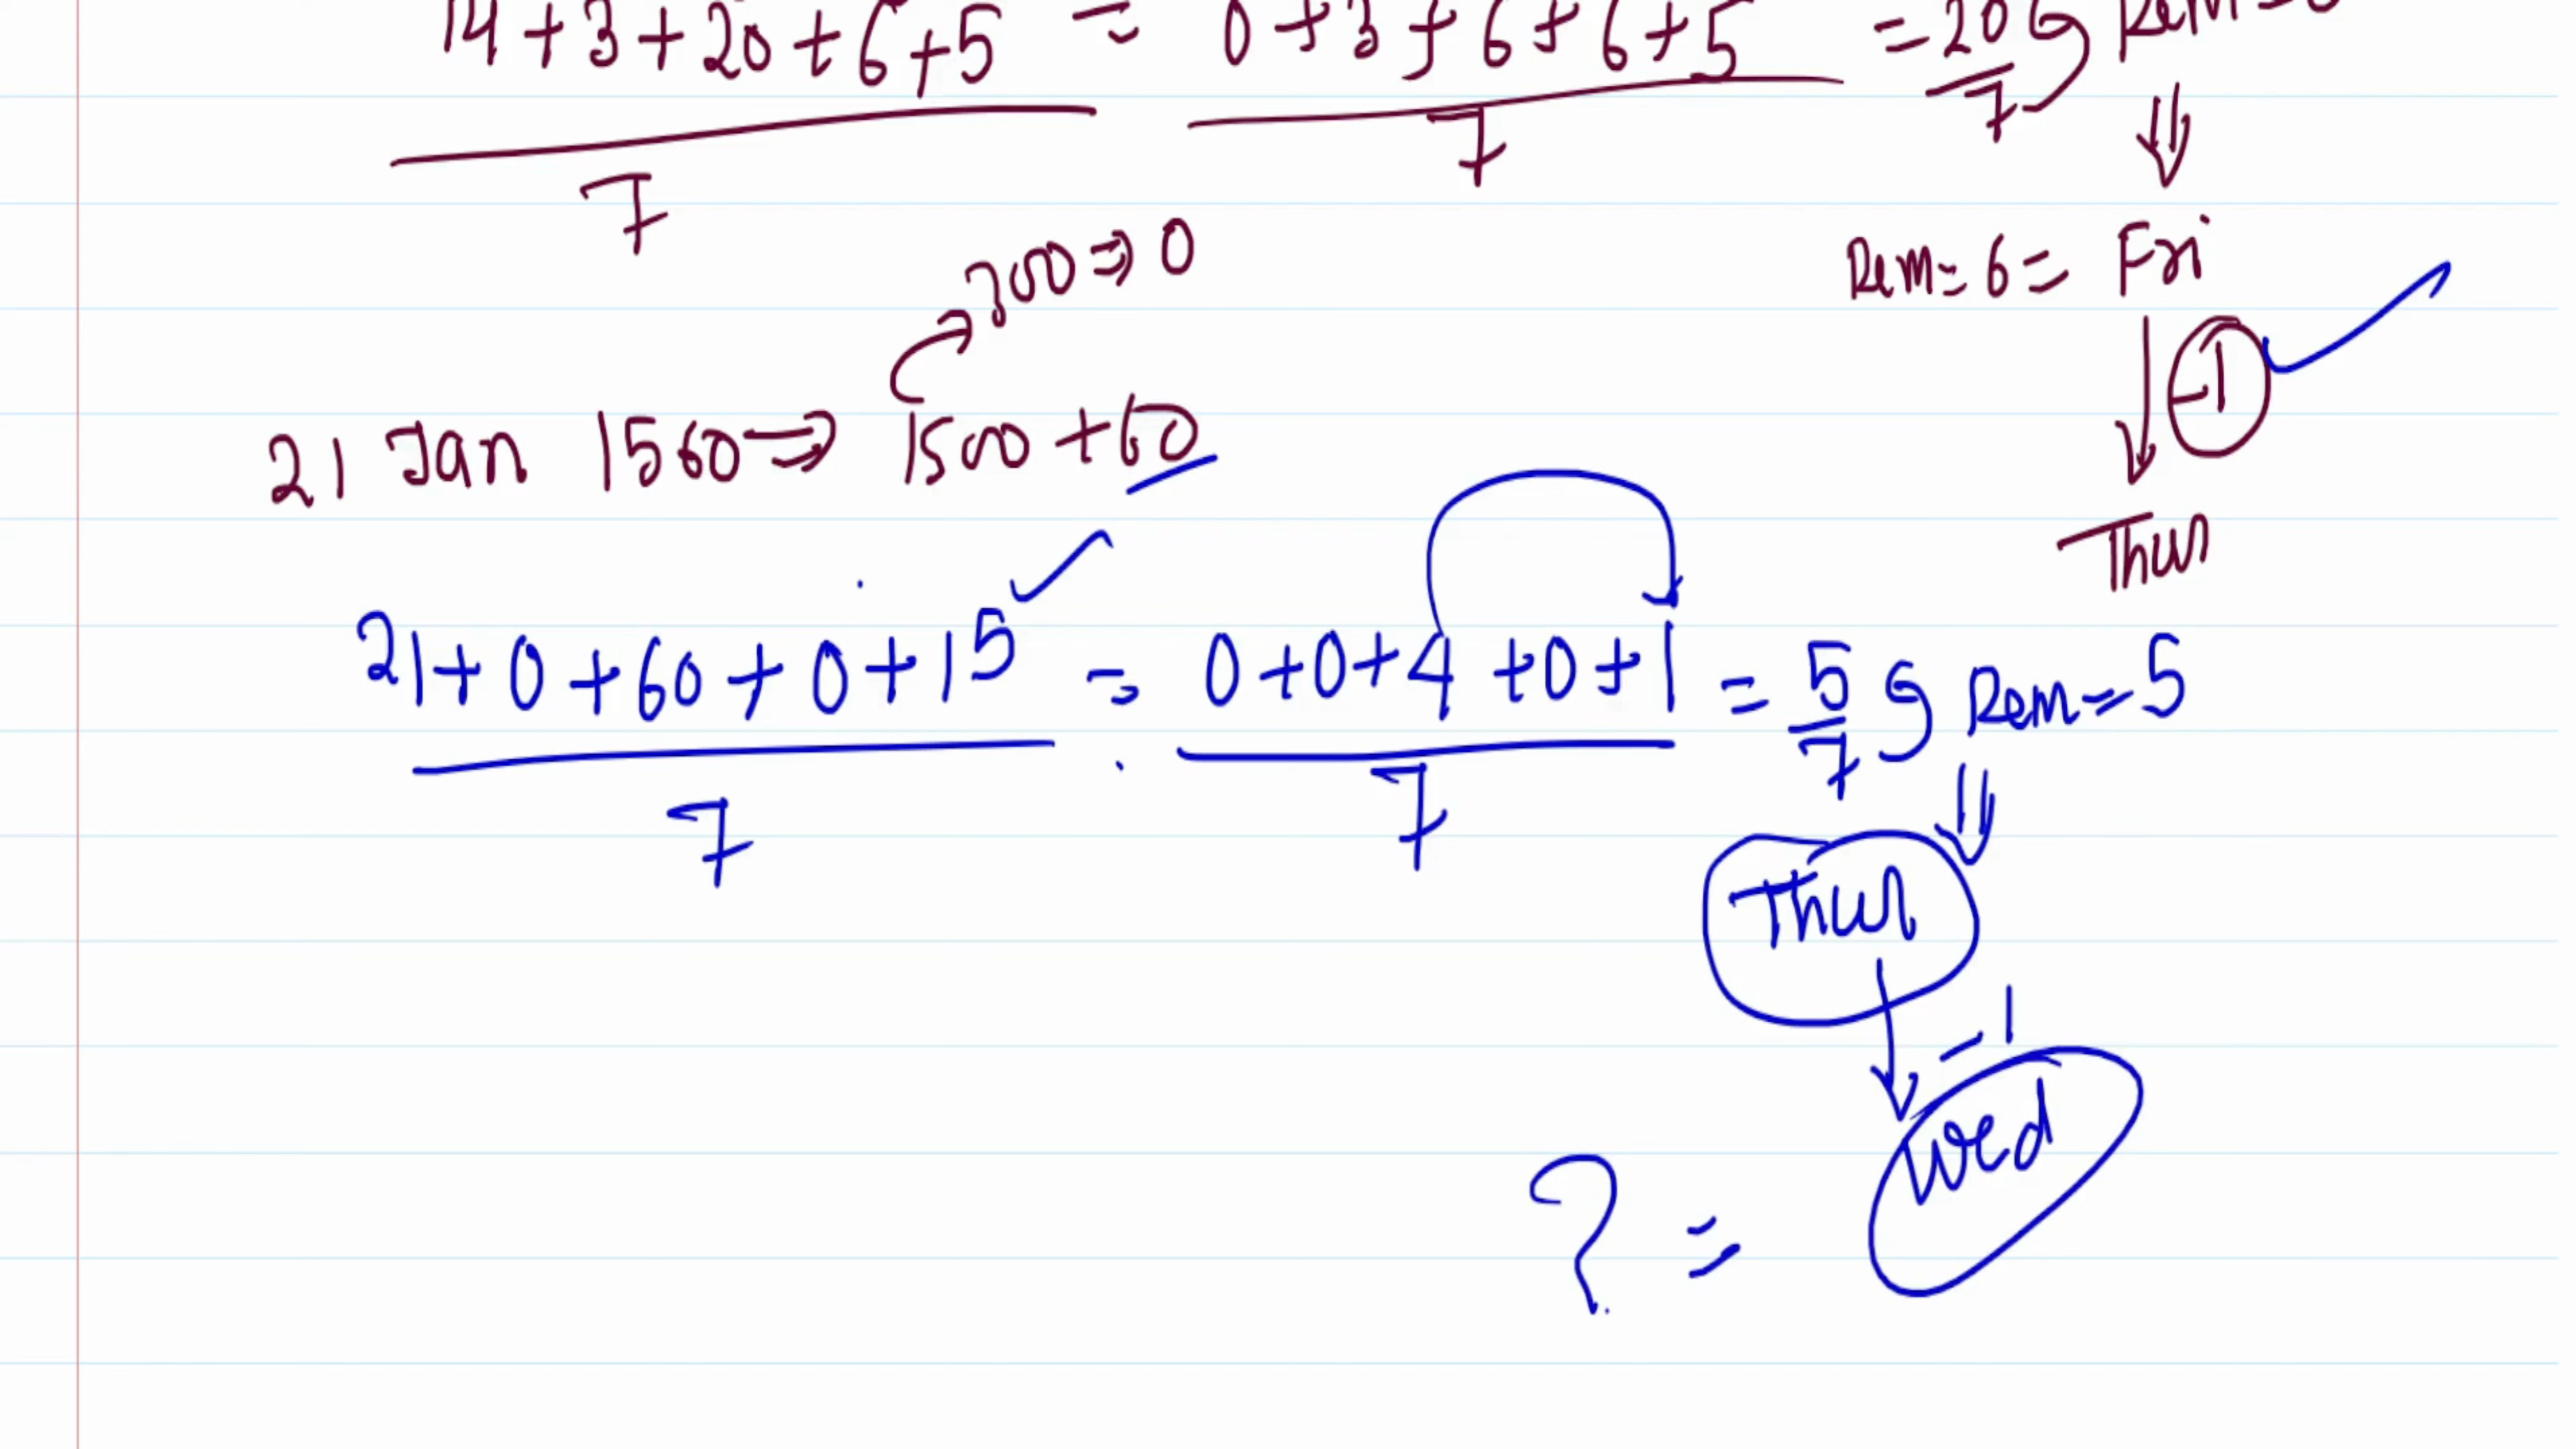 14+3+20+6+5 = 0+3+6+6+5 = 20
7 7 7
Rem=6= Fri
300⇒0
-1
21 Jan 1560⇒ 1500+60
Thur
21+0+60+0+15 = 0+0+4+0+1 = 5 Rem=5
7 7 7
Thur
-1
Wed
? =